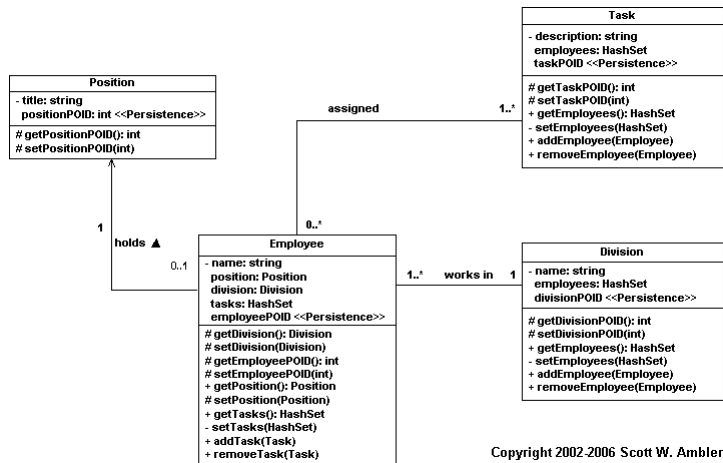 Task
- description: string
employees: HashSet
taskPOID <<Persistence>>
# getTaskPOID(): int
# setTaskPOID(int)
+ getEmployees(): HashSet
- setEmployees(HashSet)
+ addEmployee(Employee)
+ removeEmployee(Employee)
Position
- title: string
positionPOID: int <<Persistence>>
# getPositionPOID(): int
# setPositionPOID(int)
assigned
1..*
0..*
1
holds ▲
0..1
Employee
- name: string
position: Position
division: Division
tasks: HashSet
employeePOID <<Persistence>>
# getDivision(): Division
# setDivision(Division)
# getEmployeePOID(): int
# setEmployeePOID(int)
+ getPosition(): Position
# setPosition(Position)
+ getTasks(): HashSet
- setTasks(HashSet)
+ addTask(Task)
+ removeTask(Task)
1..*
works in
1
Division
- name: string
employees: HashSet
divisionPOID <<Persistence>>
# getDivisionPOID(): int
# setDivisionPOID(int)
+ getEmployees(): HashSet
- setEmployees(HashSet)
+ addEmployee(Employee)
+ removeEmployee(Employee)
Copyright 2002-2006 Scott W. Ambler